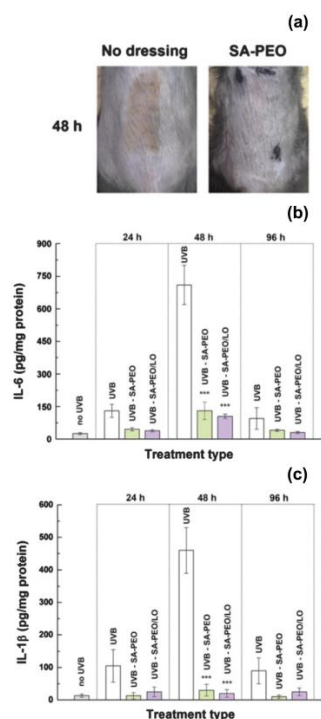 (a)
No dressing
SA-PEO
48 h
(b)
24 h
48 h
96 h
900
750
600
450
300
150
0
IL-6 (pg/mg protein)
no UVB
UVB
UVB - SA-PEO
UVB - SA-PEO/LO
UVB
UVB - SA-PEO
***
UVB - SA-PEO/LO
***
UVB
UVB - SA-PEO
UVB - SA-PEO/LO
Treatment type
(c)
24 h
48 h
96 h
600
500
400
300
200
100
0
IL-1β (pg/mg protein)
no UVB
UVB
UVB - SA-PEO
UVB - SA-PEO/LO
UVB
UVB - SA-PEO
***
UVB - SA-PEO/LO
***
UVB
UVB - SA-PEO
UVB - SA-PEO/LO
Treatment type